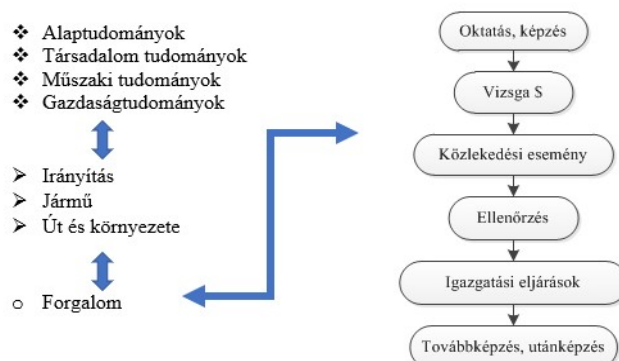 Alaptudományok
Társadalom tudományok
Műszaki tudományok
Gazdaságtudományok
Irányítás
Jármű
Út és környezete
Forgalom
Oktatás, képzés
Vizsga $
Közlekedési esemény
Ellenőrzés
Igazgatási eljárások
Továbbképzés, utánképzés